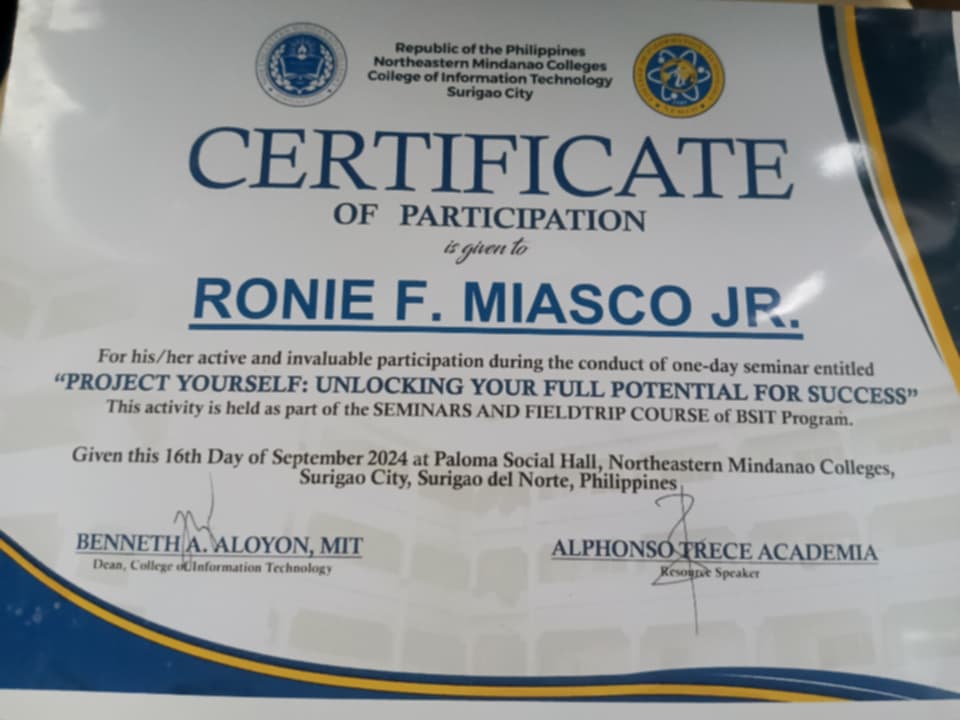 Republic of the Philippines
Northeastern Mindanao Colleges
College of Information Technology
Surigao City
CERTIFICATE
OF PARTICIPATION
is given to
RONIE F. MIASCO JR.
For his/her active and invaluable participation during the conduct of one-day seminar entitled
“PROJECT YOURSELF: UNLOCKING YOUR FULL POTENTIAL FOR SUCCESS”
This activity is held as part of the SEMINARS AND FIELDTRIP COURSE of BSIT Program.
Given this 16th Day of September 2024 at Paloma Social Hall, Northeastern Mindanao Colleges,
Surigao City, Surigao del Norte, Philippines
BENNETH A. ALOYON, MIT
Dean, College of Information Technology
ALPHONSO TRECE ACADEMIA
Resource Speaker